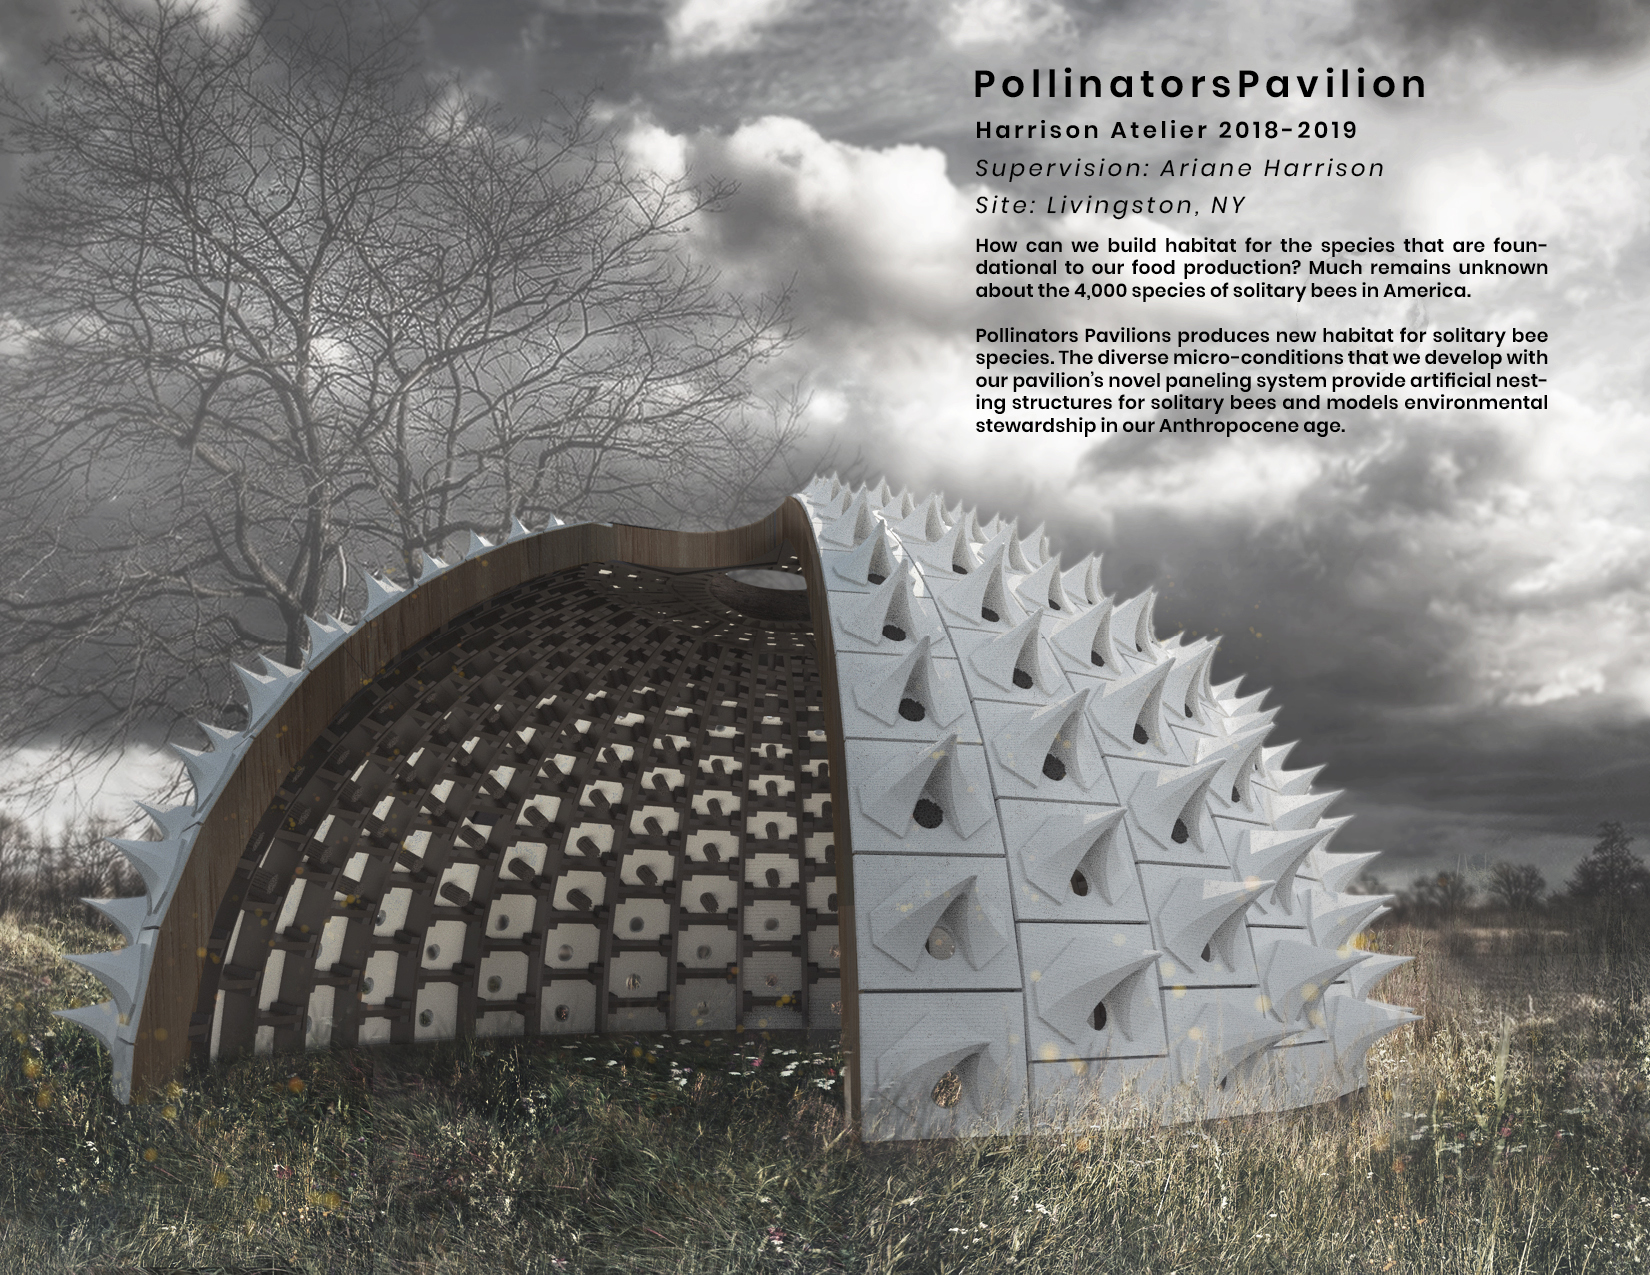 PollinatorsPavilion
Harrison Atelier 2018-2019
Supervision: Ariane Harrison
Site: Livingston, NY
How can we build habitat for the species that are foun-
dational to our food production? Much remains unknown
about the 4,000 species of solitary bees in America.
Pollinators Pavilions produces new habitat for solitary bee
species. The diverse micro-conditions that we develop with
our pavilion's novel paneling system provide artificial nest-
ing structures for solitary bees and models environmental
stewardship in our Anthropocene age.